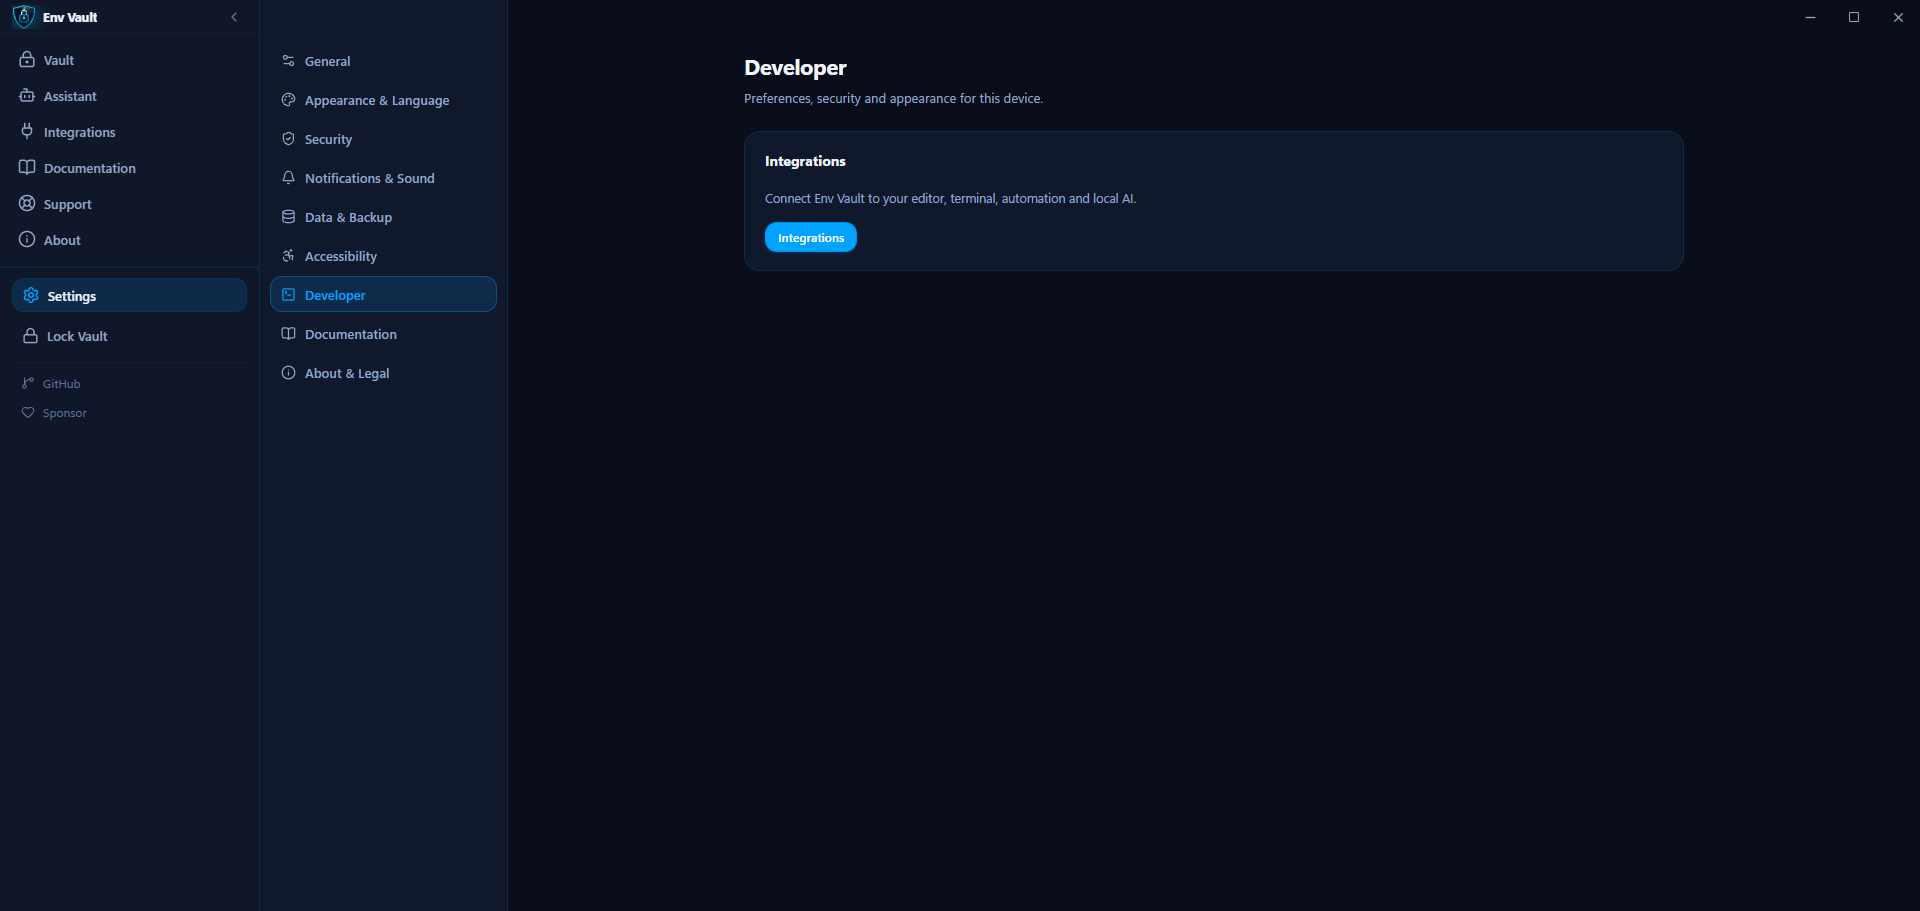 Env Vault
Vault
Assistant
Integrations
Documentation
Support
About
Settings
Lock Vault
GitHub
Sponsor
General
Appearance & Language
Security
Notifications & Sound
Data & Backup
Accessibility
Developer
Documentation
About & Legal
Developer
Preferences, security and appearance for this device.
Integrations
Connect Env Vault to your editor, terminal, automation and local AI.
Integrations